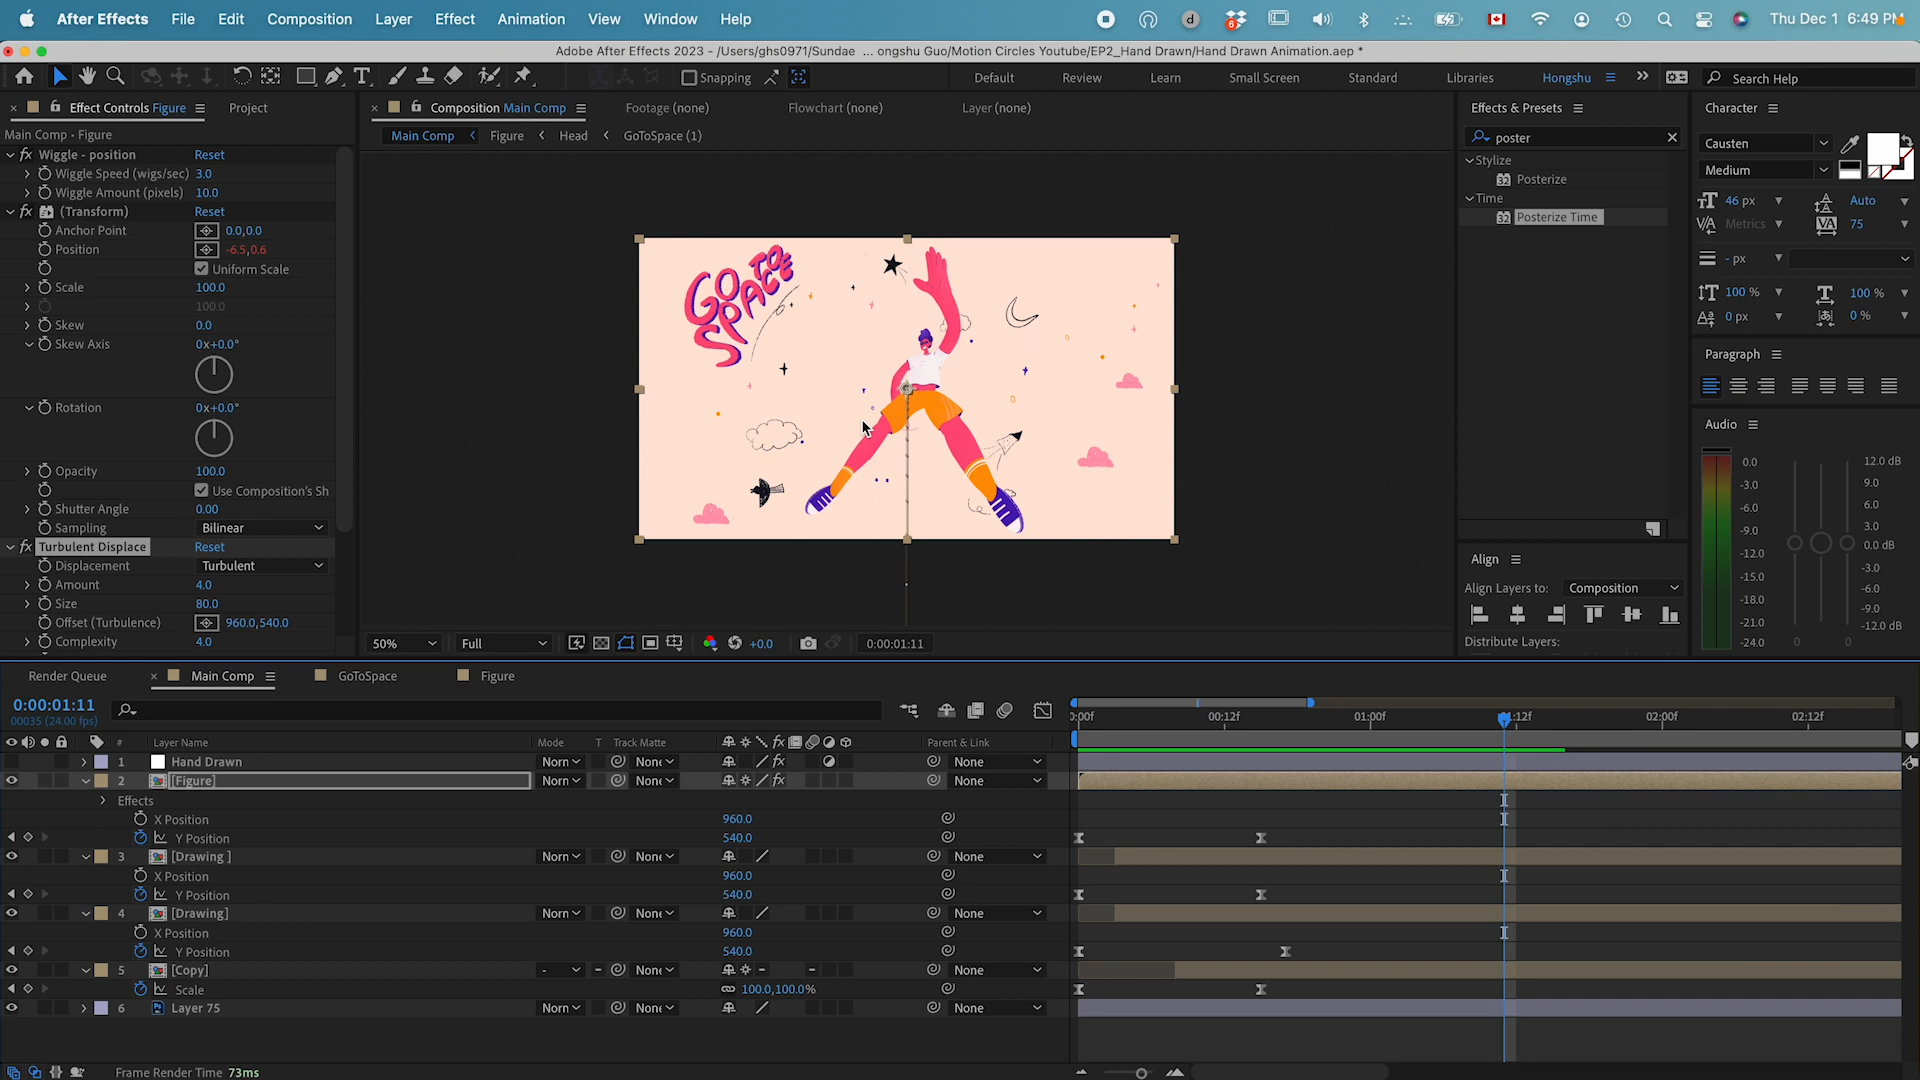 After Effects File Edit Composition Layer Effect Animation View Window Help Thu Dec 1 6:49 PM
Adobe After Effects 2023 - /Users/ghs0971/Sundae ... ongshu Guo/Motion Circles Youtube/EP2_Hand Drawn/Hand Drawn Animation.aep *
Snapping Default Review Learn Small Screen Standard Libraries Hongshu Search Help
Effect Controls Figure Project
Main Comp • Figure
Wiggle - position Reset
Wiggle Speed (wigs/sec) 3.0
Wiggle Amount (pixels) 10.0
(Transform) Reset
Anchor Point 0.0,0.0
Position -6.5,0.6
Uniform Scale
Scale 100.0
100.0
Skew 0.0
Skew Axis 0x+0.0°
Rotation 0x+0.0°
Opacity 100.0
Use Composition's Sh
Shutter Angle 0.00
Sampling Bilinear
Turbulent Displace Reset
Displacement Turbulent
Amount 4.0
Size 80.0
Offset (Turbulence) 960.0,540.0
Complexity 4.0
Composition Main Comp Footage (none) Flowchart (none) Layer (none)
Main Comp Figure Head GoToSpace (1)
GO TO
SPACE
50% Full +0.0 0:00:01:11
Effects & Presets
poster
Stylize
Posterize
Time
Posterize Time
Align
Align Layers to: Composition
Distribute Layers:
Character
Causten
Medium
46 px Auto
Metrics 75
- px
100 % 100 %
0 px 0 %
Paragraph
Audio
0.0 12.0 dB
-3.0 9.0
-6.0 6.0
-9.0 3.0
-12.0 0.0 dB
-15.0 -3.0
-18.0 -6.0
-21.0 -9.0
-24.0 0 0 -12.0 dB
Render Queue Main Comp GoToSpace Figure
0:00:01:11
00035 (24.00 fps)
0:00f 00:12f 01:00f 12f 02:00f 02:12f
# Layer Name Mode T Track Matte fx Parent & Link
1 Hand Drawn Norm None fx None
2 [Figure] Norm None fx None
Effects
X Position 960.0
Y Position 540.0
3 [Drawing ] Norm None None
X Position 960.0
Y Position 540.0
4 [Drawing] Norm None None
X Position 960.0
Y Position 540.0
5 [Copy] - None None
Scale 100.0,100.0%
6 Layer 75 Norm None None
Frame Render Time 73ms